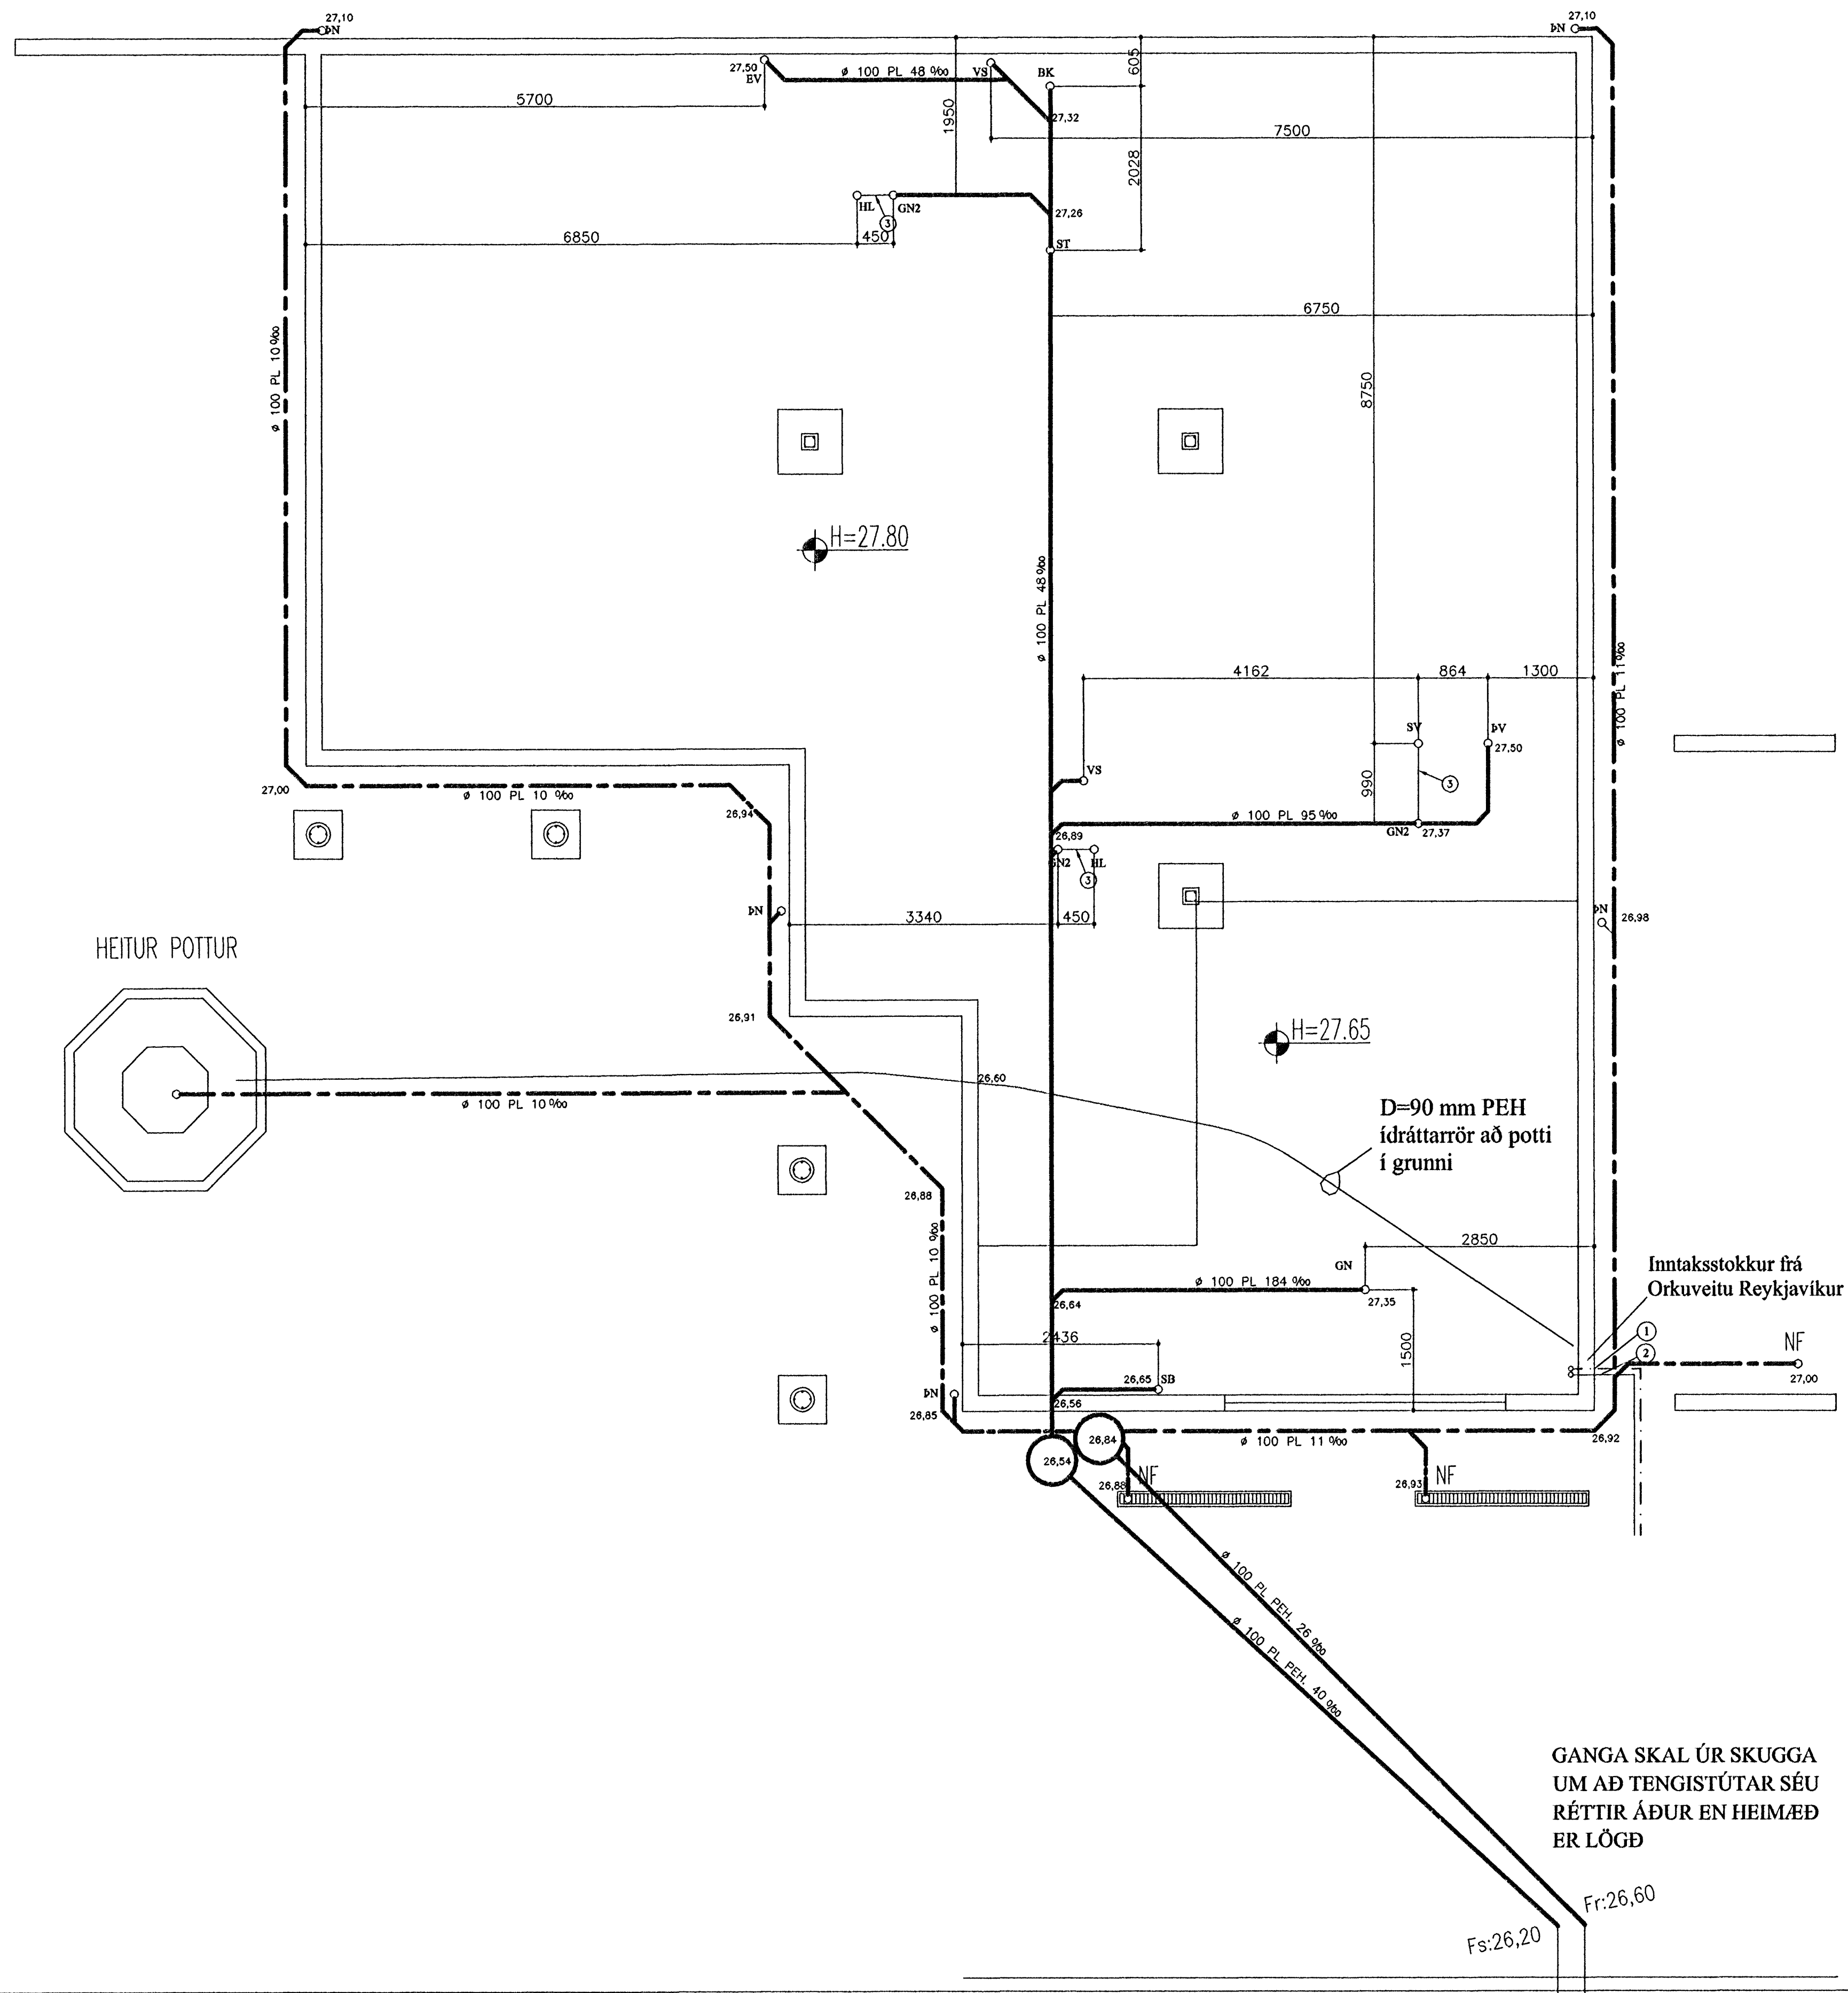 27,10
ÞN
27,10
ÞN
27,50
EV
ø 100 PL 48 ‰
VS
BK
605
5700
1950
27,32
7500
2028
HL
GN2
3
27,26
6850
450
ST
6750
ø 100 PL 10‰
8750
H=27.80
ø 100 PL 48‰
ø 100 PL 11‰
4162
864
1300
SV
ÞV
27,50
VS
3
990
27,00
ø 100 PL 10 ‰
26,94
ø 100 PL 95‰
26,89
GN2
27,37
GN2
HL
3
ÞN
3340
450
ÞN
26,98
HEITUR POTTUR
26,91
H=27.65
26,60
ø 100 PL 10‰
D=90 mm PEH
ídráttarrör að potti
í grunni
26,88
ø 100 PL 10 ‰
2850
GN
Inntaksstokkur frá
Orkuveitu Reykjavíkur
ø 100 PL 184 ‰
27,35
26,64
1
2
NF
27,00
2436
1500
26,65
SB
ÞN
26,85
26,56
26,84
ø 100 PL 11 ‰
26,92
26,54
26,88
NF
26,93
NF
ø 100 PL PEH. 26 ‰
ø 100 PL PEH. 40 ‰
GANGA SKAL ÚR SKUGGA
UM AÐ TENGISTÚTAR SÉU
RÉTTIR ÁÐUR EN HEIMÆÐ
ER LÖGÐ
Fr:26,60
Fs:26,20